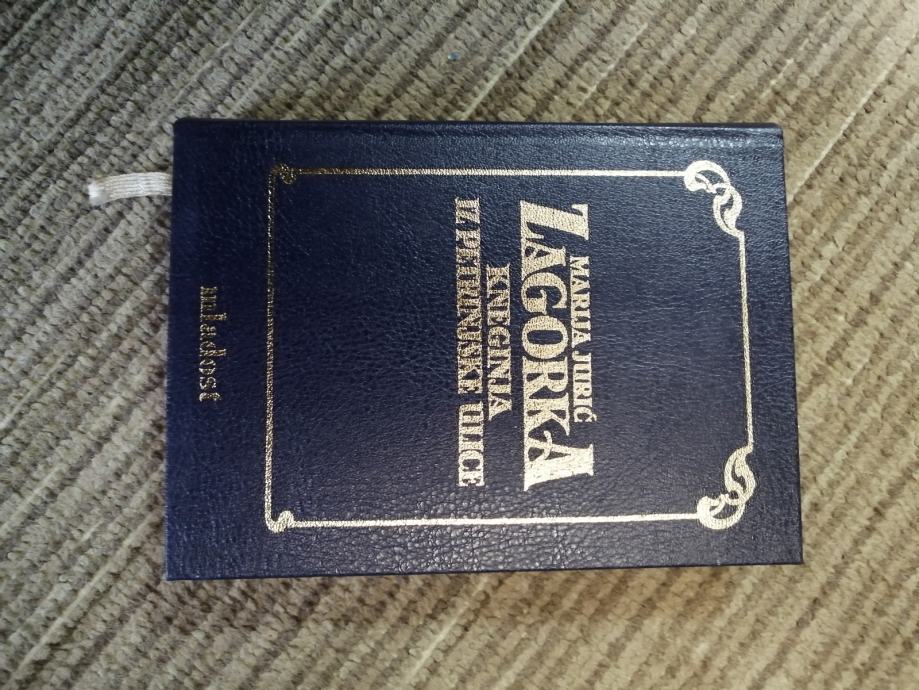 MARIJA JURIĆ
ZAGORKA
KNEGINJA
IZ PETRINJSKE ULICE
mladost